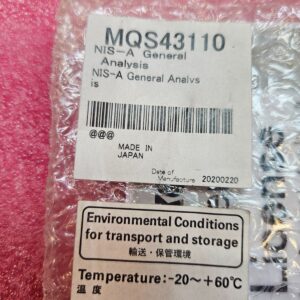 MQS43110
NIS-A General
Analysis
NIS-A General Analys
is
@@@
MADE IN
JAPAN
Date of
Manufacture 20200220
Environmental Conditions
for transport and storage
輸送・保管環境
Temperature:-20~+60℃
温度